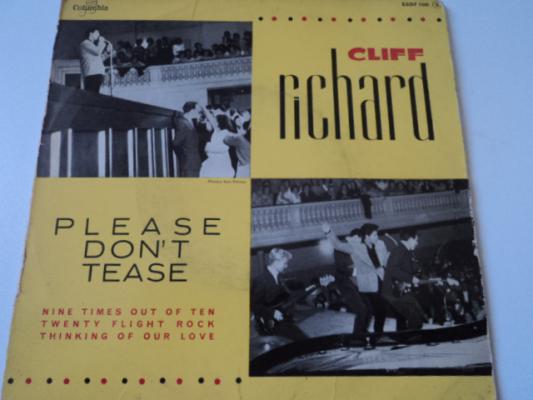 Columbia
CLIFF
richard
PLEASE
DON'T
TEASE
NINE TIMES OUT OF TEN
TWENTY FLIGHT ROCK
THINKING OF OUR LOVE